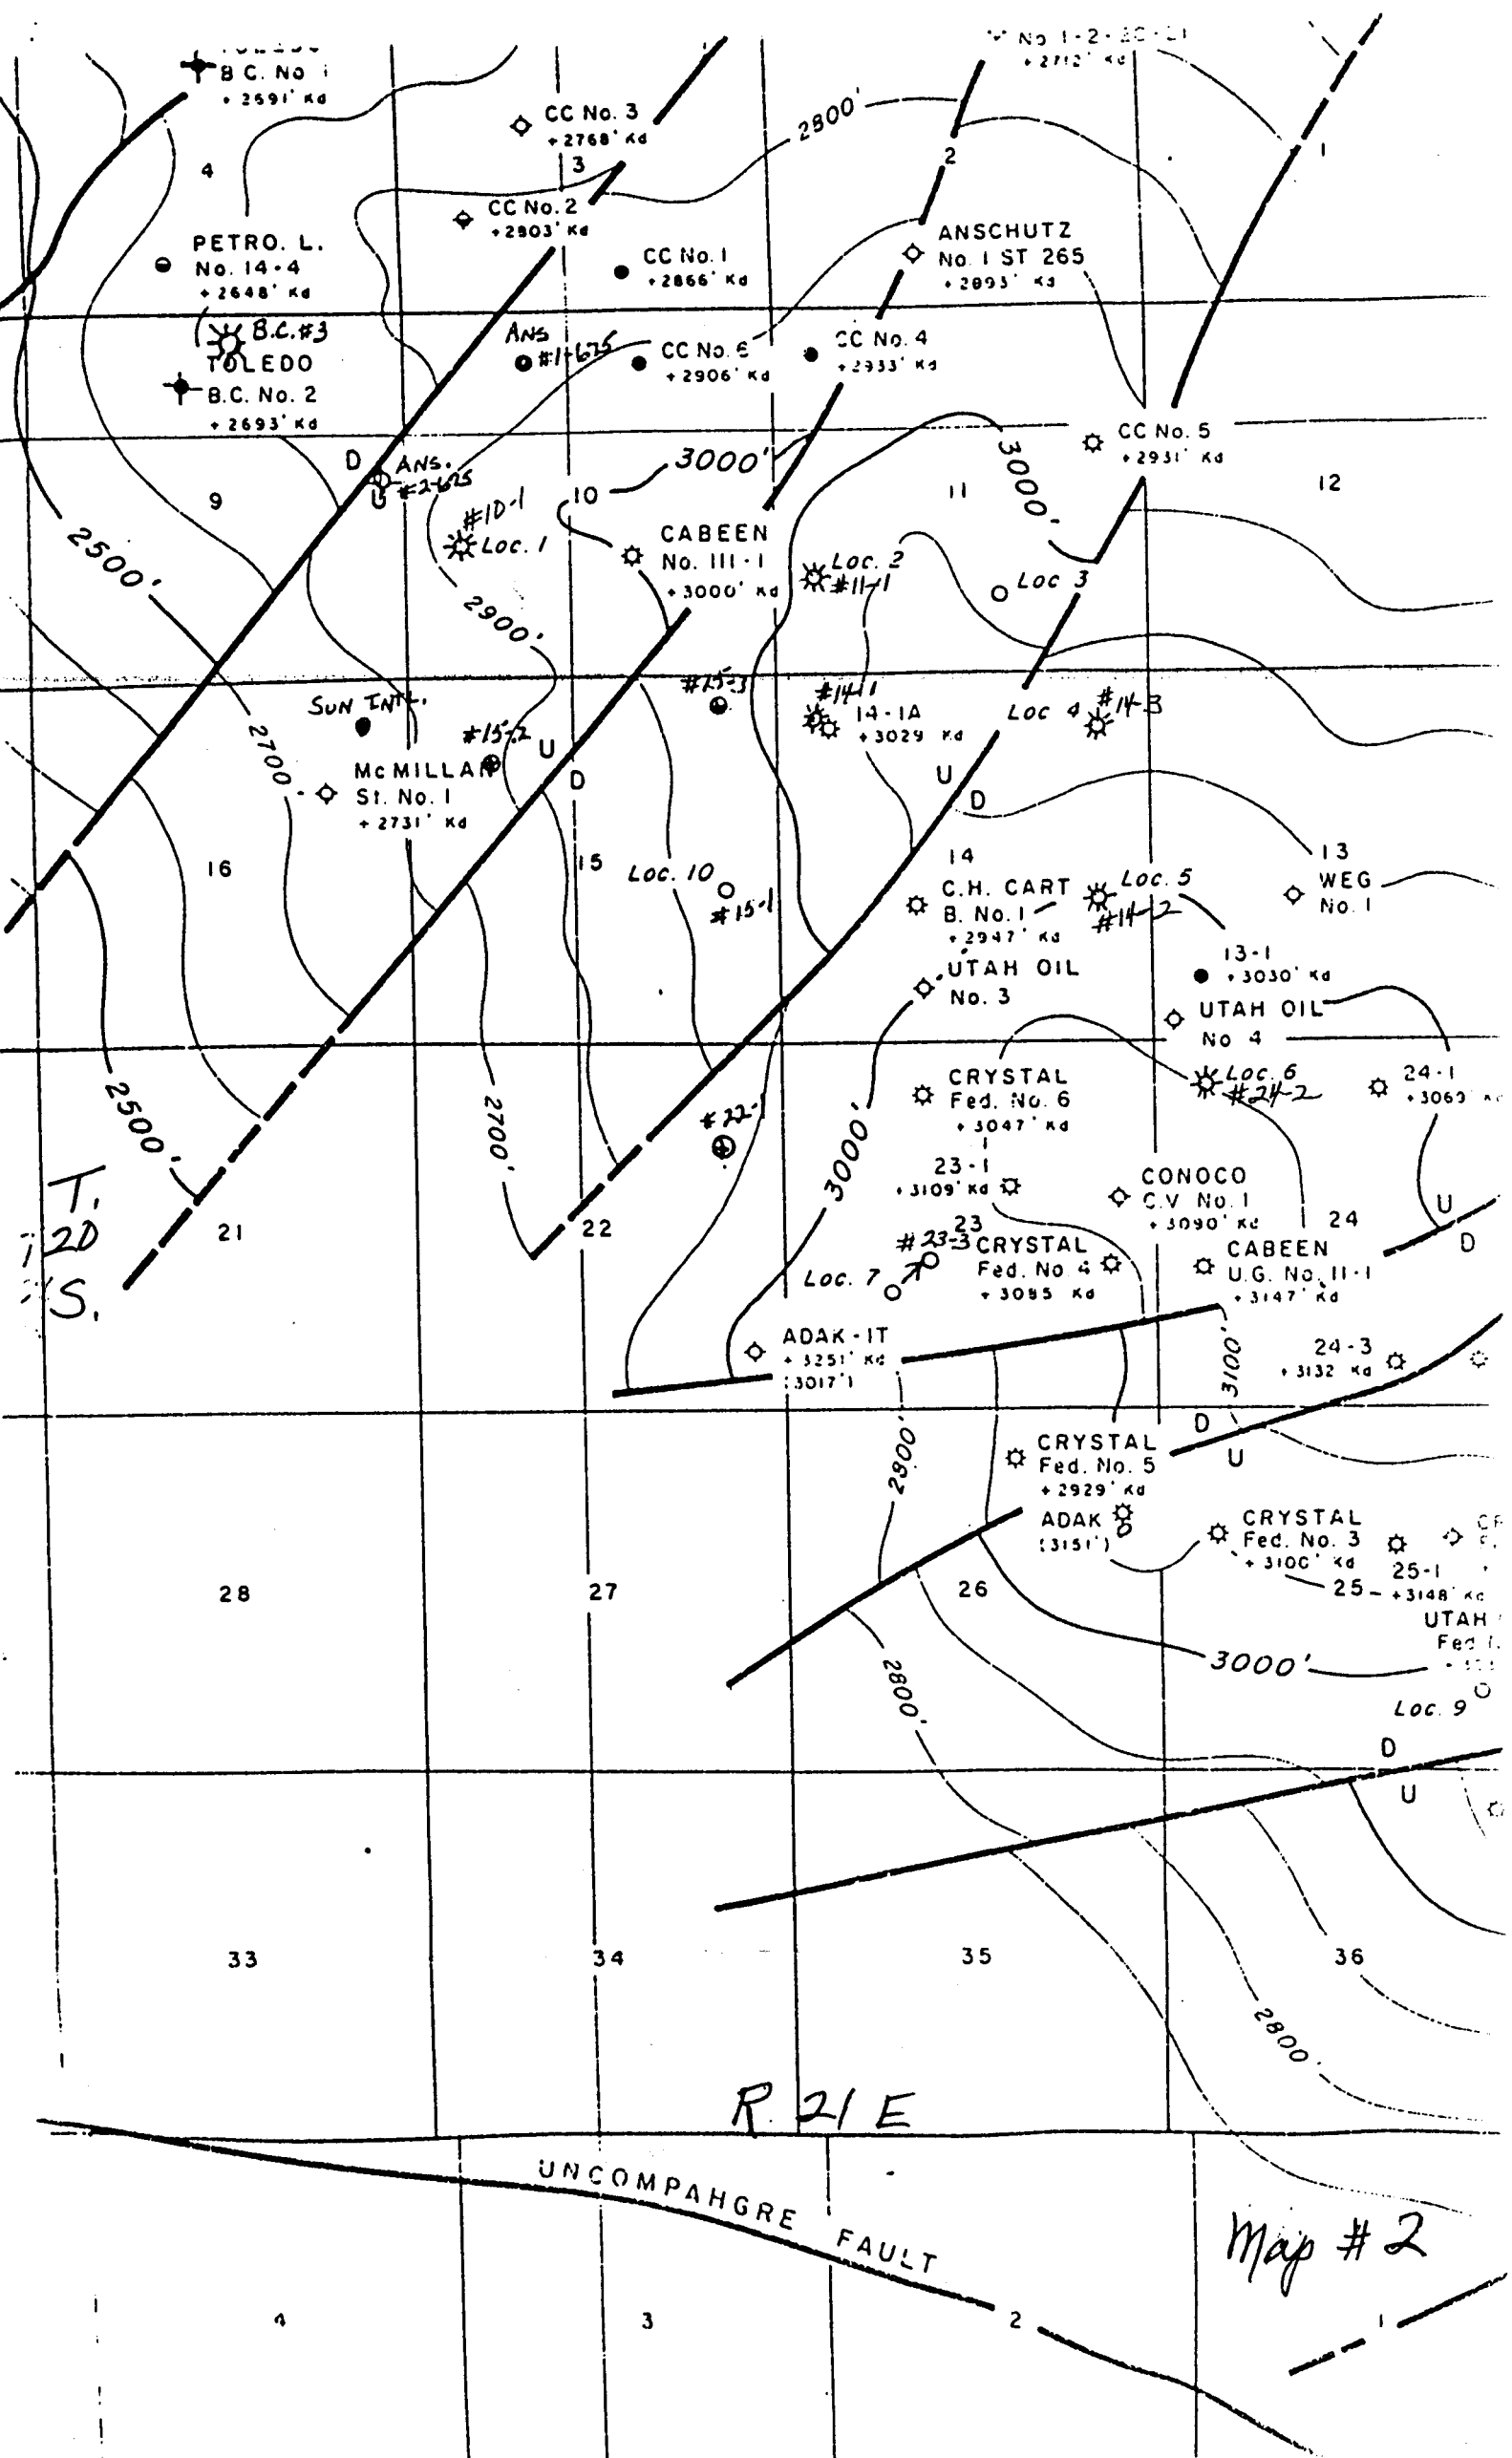 B.C. No 1
+2591' Kd
No 1-2-
+2712' Kd
CC No. 3
+2768' Kd
2800'
4
3
2
1
CC No. 2
+2803' Kd
PETRO. L.
No. 14-4
+2648' Kd
CC No. 1
+2866' Kd
ANSCHUTZ
No. 1 ST 265
+2893' Kd
B.C. #3
TOLEDO
B.C. No. 2
+2693' Kd
ANS
#1-675
CC No. 6
+2906' Kd
CC No. 4
+2933' Kd
CC No. 5
+2931' Kd
D
U
ANS.
#2-675
3000'
3000'
9
10
11
12
#10-1
Loc. 1
CABEEN
No. III-1
+3000' Kd
Loc. 2
#11-1
Loc 3
2500'
2900'
SUN INTL.
#15-3
#14-1
14-1A
+3029 Kd
Loc 4
#14-3
2700
#15-2
McMILLAN
St. No. 1
+2731' Kd
U
D
U
D
16
15
14
13
Loc. 10
#15-1
C.H. CART
B. No. 1
+2947' Kd
Loc. 5
#14-2
WEG
No. 1
UTAH OIL
No. 3
13-1
+3030' Kd
UTAH OIL
No 4
2500'
2700'
#22-1
3000'
CRYSTAL
Fed. No. 6
+3047' Kd
Loc. 6
#24-2
24-1
+3069' Kd
T.
20
S.
23-1
+3109' Kd
CONOCO
C.V. No. 1
+3090' Kd
21
22
23
24
U
D
#23-3
Loc. 7
CRYSTAL
Fed. No. 4
+3085 Kd
CABEEN
U.G. No. 11-1
+3147' Kd
ADAK-1T
+3251' Kd
(3017')
3100'
24-3
+3132 Kd
2900'
D
U
CRYSTAL
Fed. No. 5
+2929' Kd
ADAK
(3151')
CRYSTAL
Fed. No. 3
+3100' Kd
25-1
+3148' Kd
28
27
26
25
UTAH
Fed
2800'
3000'
Loc. 9
D
U
33
34
35
36
2800'
R. 21 E
UNCOMPAHGRE FAULT
Map #2
4
3
2
1